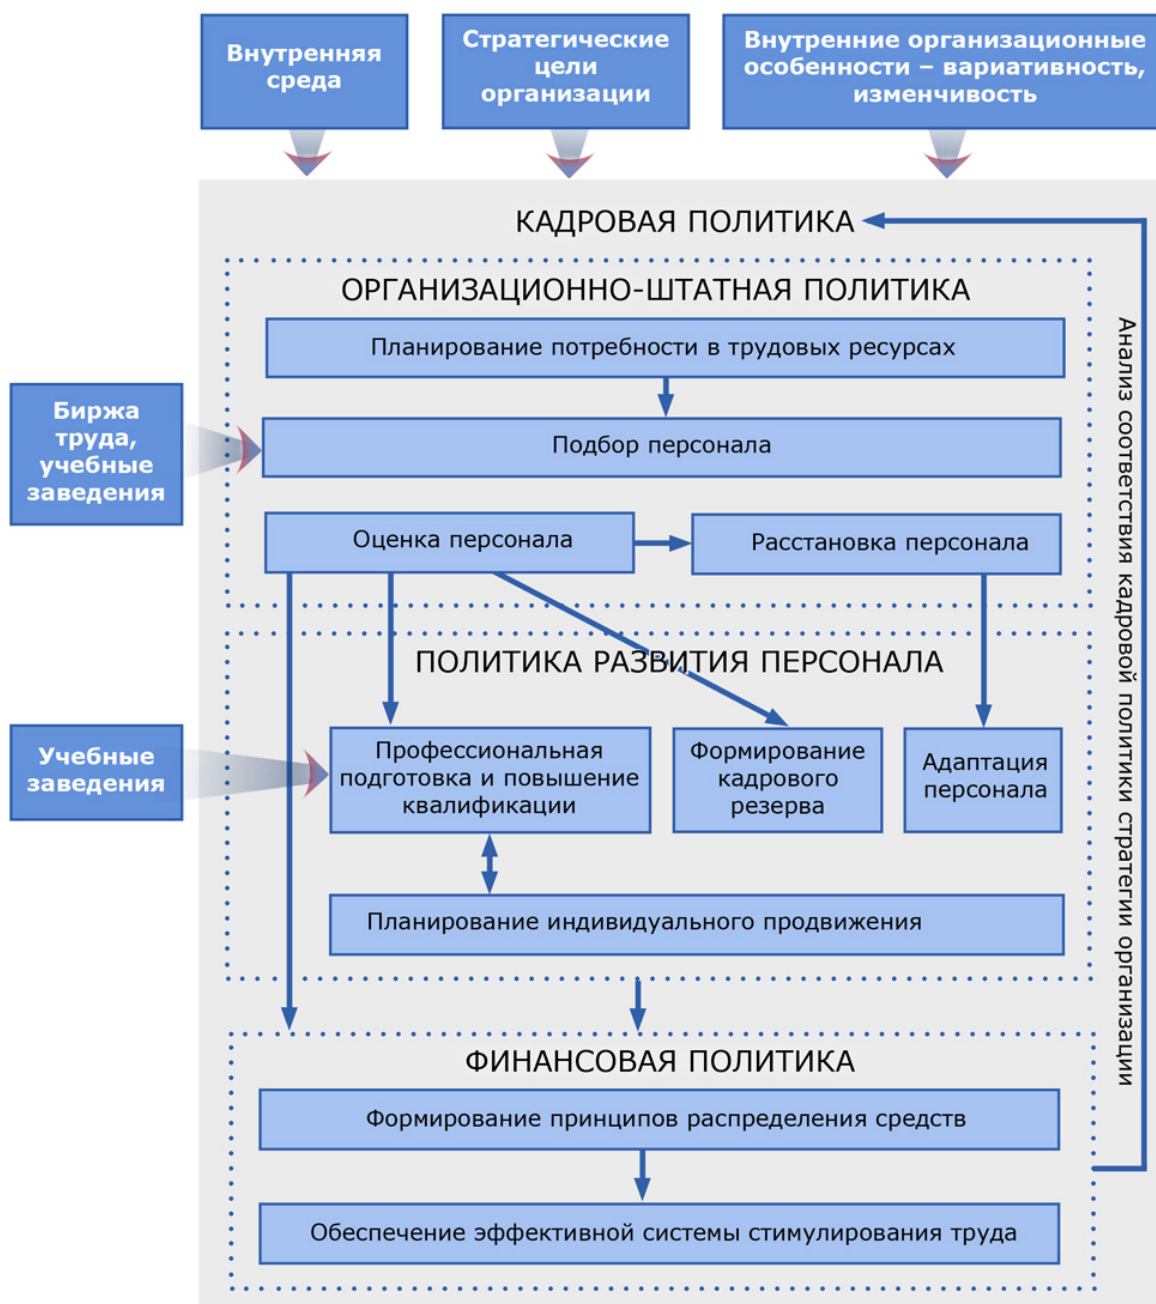 Внутренняя
среда
Стратегические
цели
организации
Внутренние организационные
особенности – вариативность,
изменчивость
КАДРОВАЯ ПОЛИТИКА
ОРГАНИЗАЦИОННО-ШТАТНАЯ ПОЛИТИКА
Планирование потребности в трудовых ресурсах
Биржа
труда,
учебные
заведения
Подбор персонала
Оценка персонала
Расстановка персонала
ПОЛИТИКА РАЗВИТИЯ ПЕРСОНАЛА
Учебные
заведения
Профессиональная
подготовка и повышение
квалификации
Формирование
кадрового
резерва
Адаптация
персонала
Планирование индивидуального продвижения
ФИНАНСОВАЯ ПОЛИТИКА
Формирование принципов распределения средств
Обеспечение эффективной системы стимулирования труда
Анализ соответствия кадровой политики стратегии организации